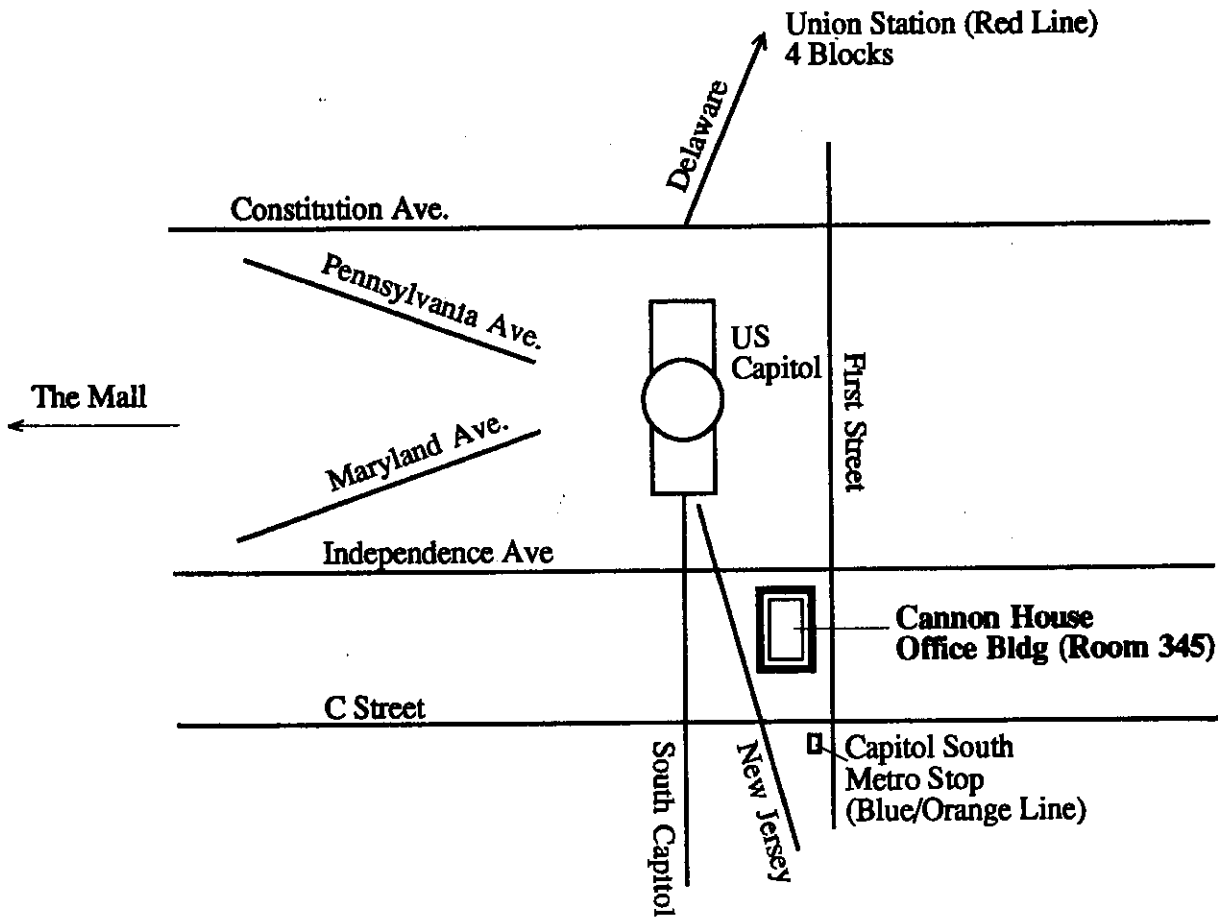 Union Station (Red Line)
4 Blocks
Delaware
Constitution Ave.
Pennsylvania Ave.
US
Capitol
First Street
The Mall
Maryland Ave.
Independence Ave
Cannon House
Office Bldg (Room 345)
C Street
South Capitol
New Jersey
Capitol South
Metro Stop
(Blue/Orange Line)